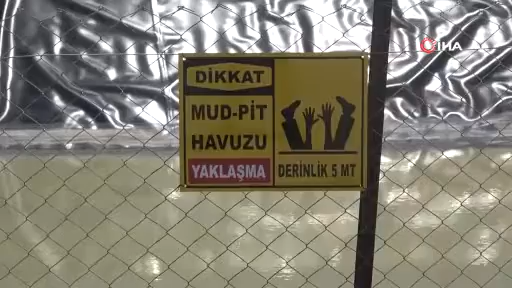 İHA
DİKKAT
MUD-PİT
HAVUZU
YAKLAŞMA
DERİNLİK 5 MT